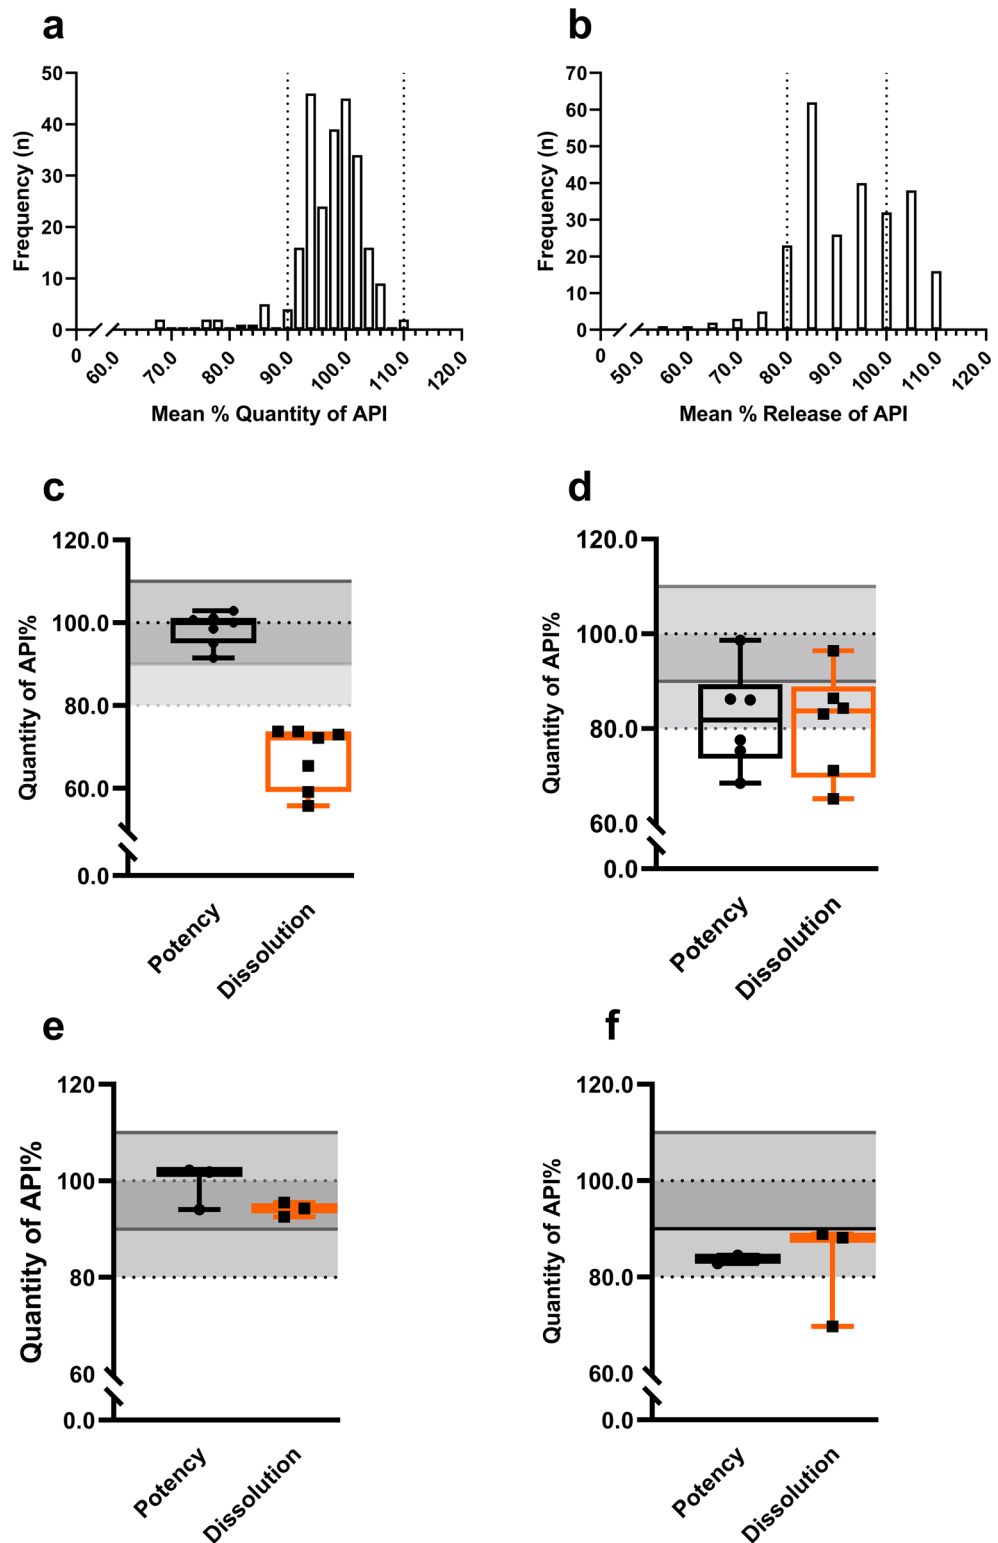 a
50
40
30
20
10
0
Frequency (n)
0
60.0
70.0
80.0
90.0
100.0
110.0
120.0
Mean % Quantity of API
b
70
60
50
40
30
20
10
0
Frequency (n)
0
50.0
60.0
70.0
80.0
90.0
100.0
110.0
120.0
Mean % Release of API
c
120.0
100.0
80.0
60.0
0.0
Quantity of API%
Potency
Dissolution
d
120.0
100.0
80.0
60.0
0.0
Quantity of API%
Potency
Dissolution
e
120
100
80
60
0.0
Quantity of API%
Potency
Dissolution
f
120.0
100.0
80.0
60.0
0.0
Quantity of API%
Potency
Dissolution